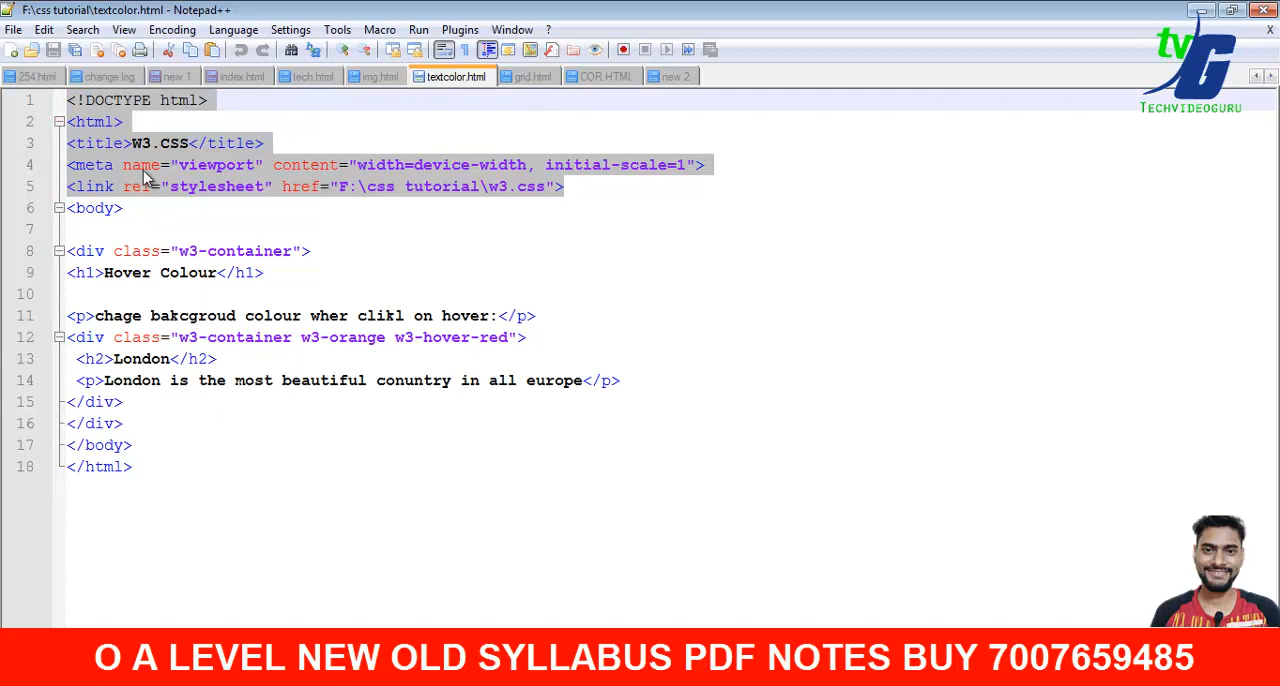 F:\css tutorial\textcolor.html - Notepad++
File Edit Search View Encoding Language Settings Tools Macro Run Plugins Window ? X
254.html change log new 1 index.html tech.html img.html textcolor.html grid.html COR.HTML new 2
tvG
TECHVIDEOGURU
1 <!DOCTYPE html>
2 <html>
3 <title>W3.CSS</title>
4 <meta name="viewport" content="width=device-width, initial-scale=1">
5 <link rel="stylesheet" href="F:\css tutorial\w3.css">
6 <body>
7
8 <div class="w3-container">
9 <h1>Hover Colour</h1>
10
11 <p>chage bakcgroud colour wher clikl on hover:</p>
12 <div class="w3-container w3-orange w3-hover-red">
13 <h2>London</h2>
14 <p>London is the most beautiful conuntry in all europe</p>
15 </div>
16 </div>
17 </body>
18 </html>
O A LEVEL NEW OLD SYLLABUS PDF NOTES BUY 7007659485